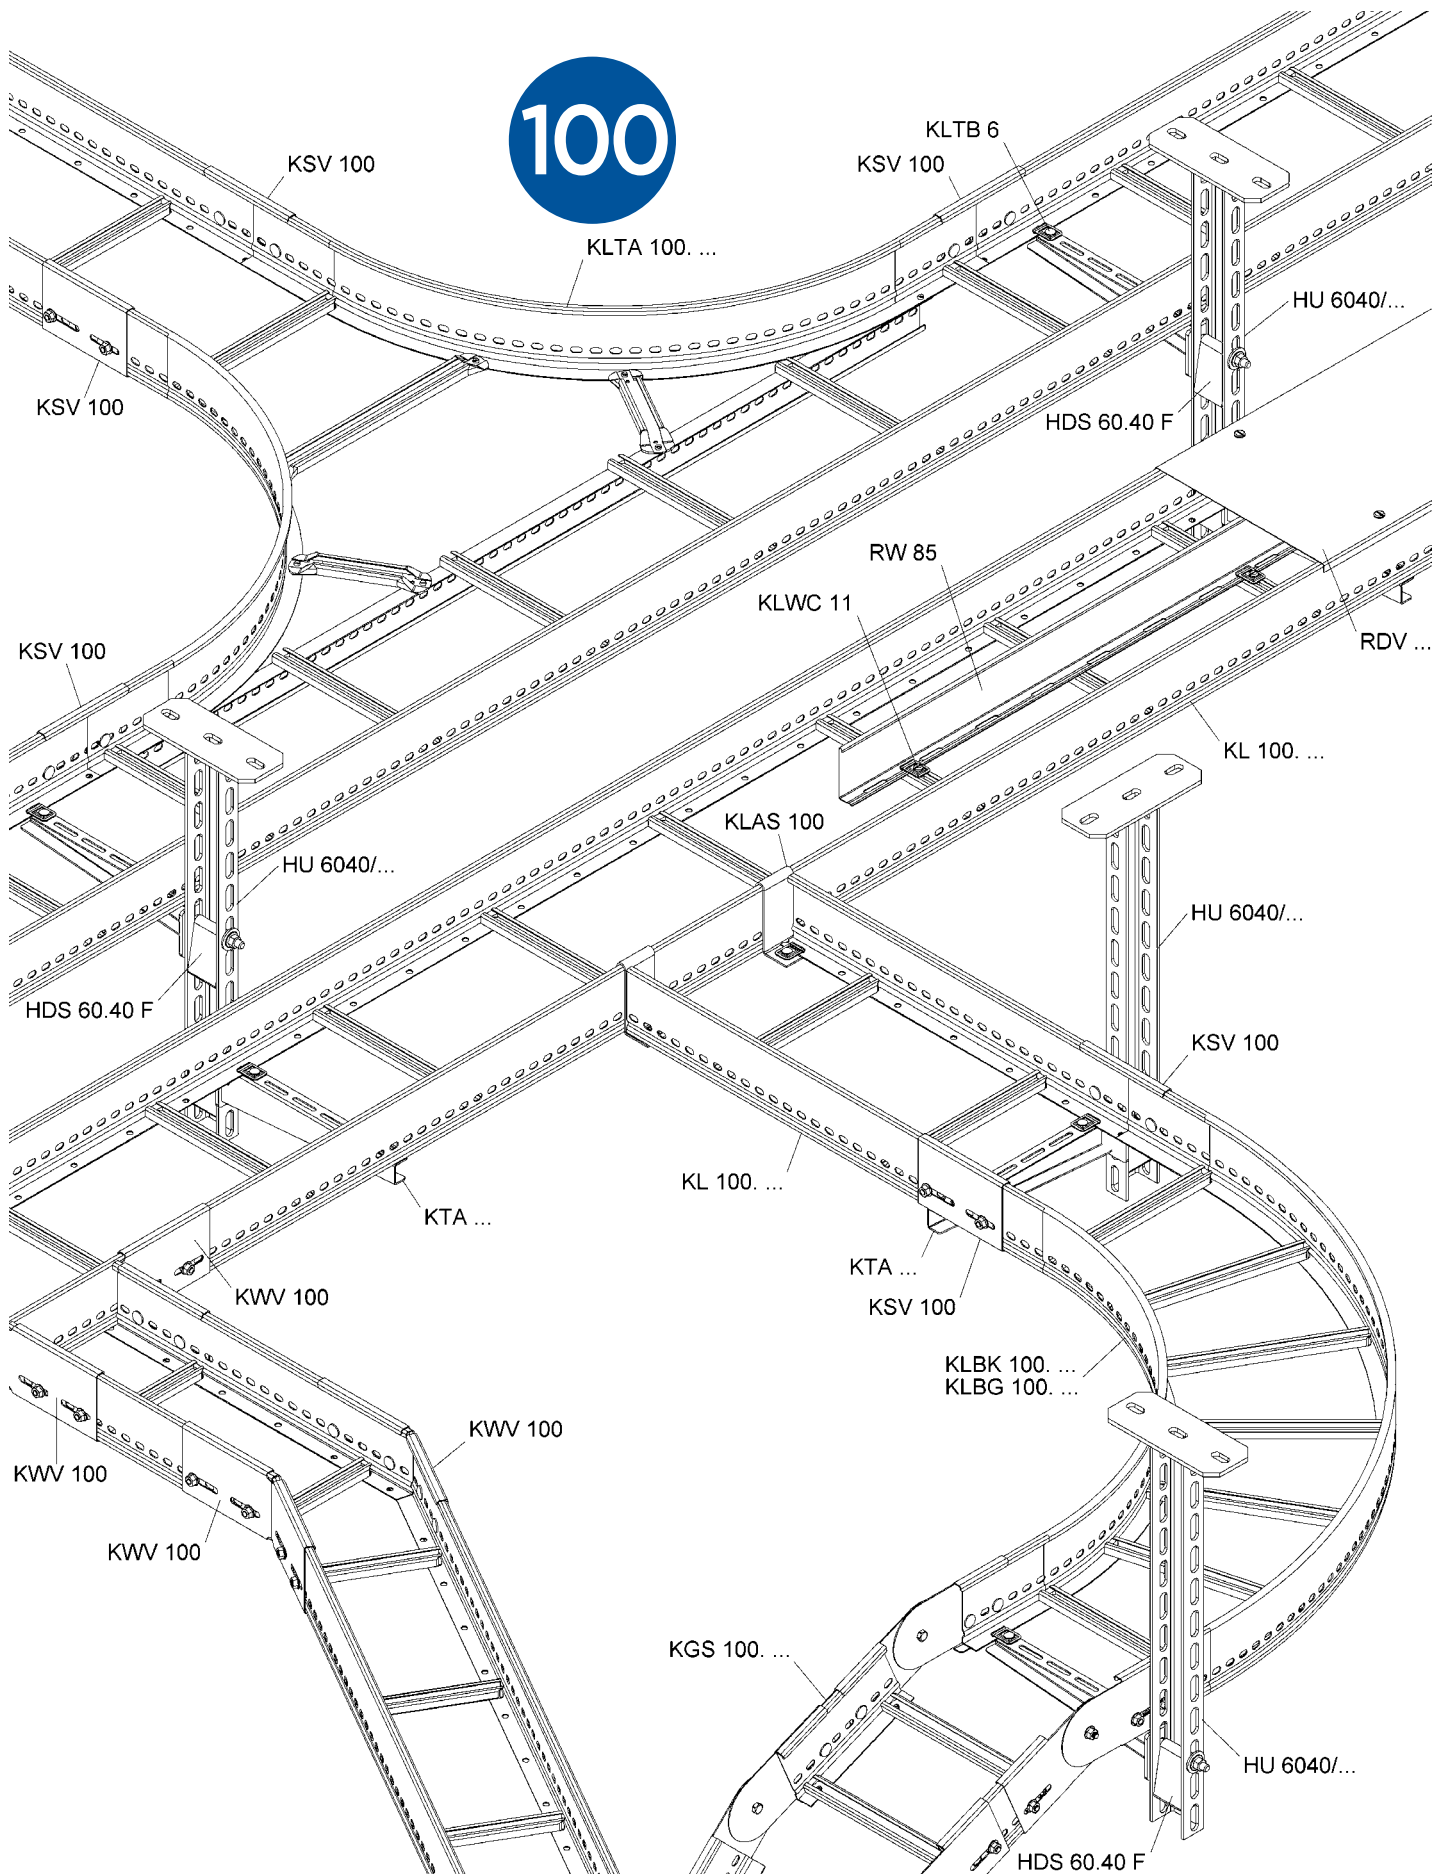 100
KLTB 6
KSV 100
KSV 100
KLTA 100. ...
HU 6040/...
KSV 100
HDS 60.40 F
RW 85
KLWC 11
KSV 100
RDV ...
KL 100. ...
KLAS 100
HU 6040/...
HU 6040/...
HDS 60.40 F
KSV 100
KL 100. ...
KTA ...
KTA ...
KWV 100
KSV 100
KLBK 100. ...
KLBG 100. ...
KWV 100
KWV 100
KWV 100
KGS 100. ...
HU 6040/...
HDS 60.40 F